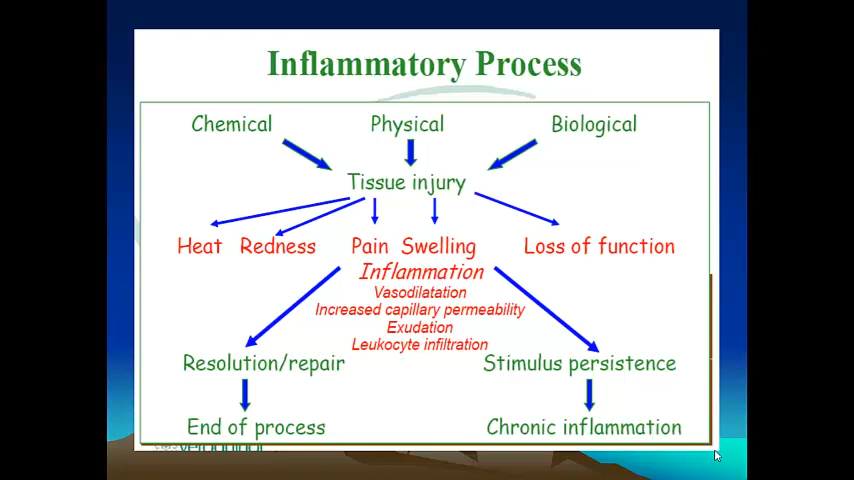 Inflammatory Process
Chemical Physical Biological
Tissue injury
Heat Redness Pain Swelling Loss of function
Inflammation
Vasodilatation
Increased capillary permeability
Exudation
Leukocyte infiltration
Resolution/repair Stimulus persistence
End of process Chronic inflammation